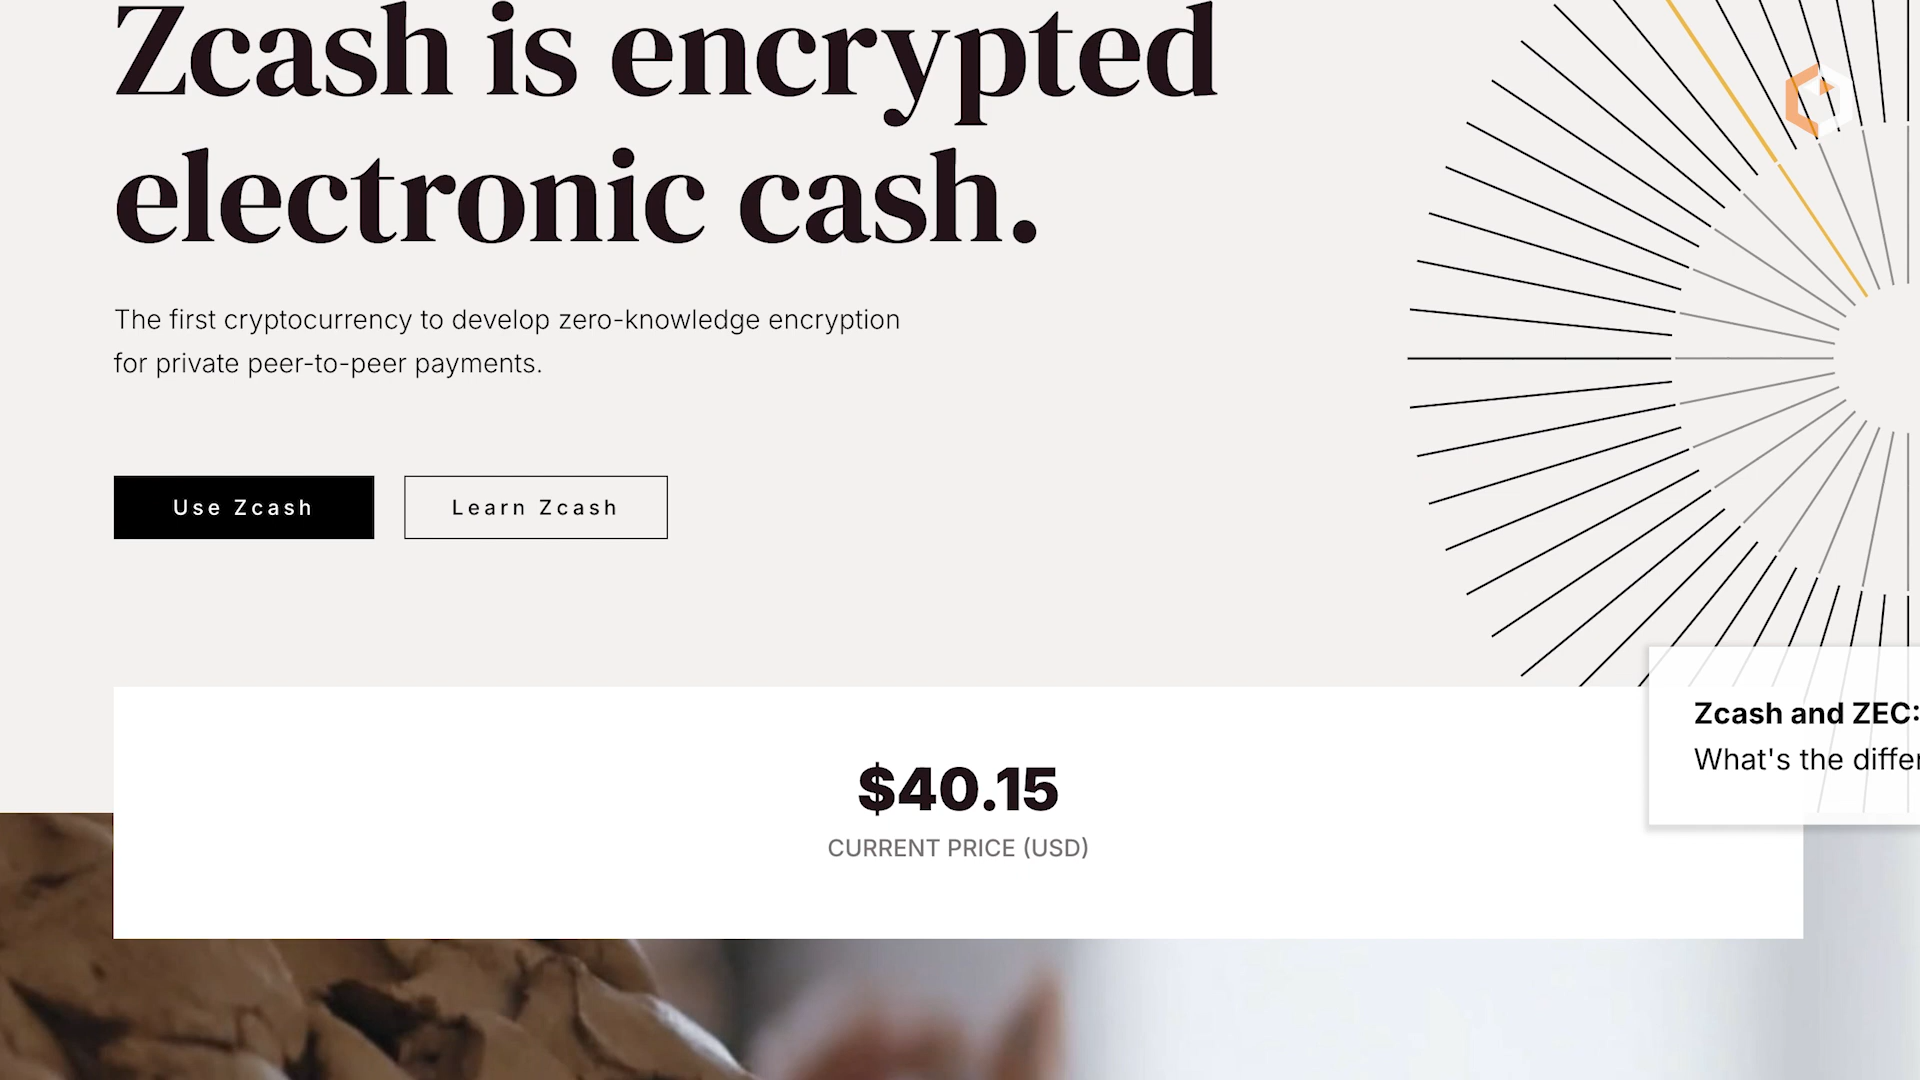 Zcash is encrypted
electronic cash.
The first cryptocurrency to develop zero-knowledge encryption
for private peer-to-peer payments.
Use Zcash
Learn Zcash
Zcash and ZEC:
What's the
$40.15
CURRENT PRICE (USD)